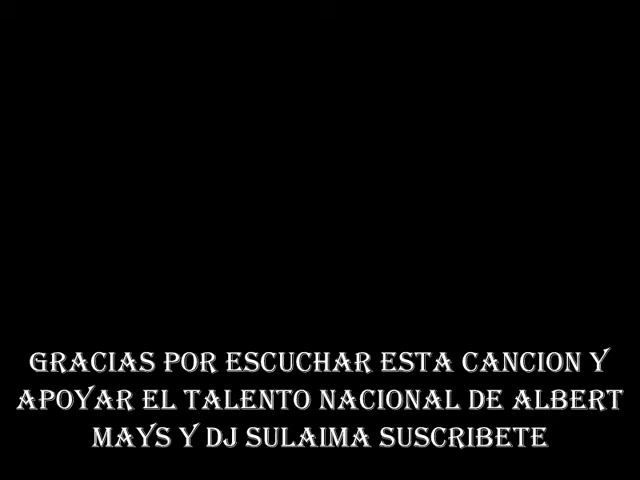 GRACIAS POR ESCUCHAR ESTA CANCION Y
APOYAR EL TALENTO NACIONAL DE ALBERT
MAYS Y DJ SULAIMA SUSCRIBETE